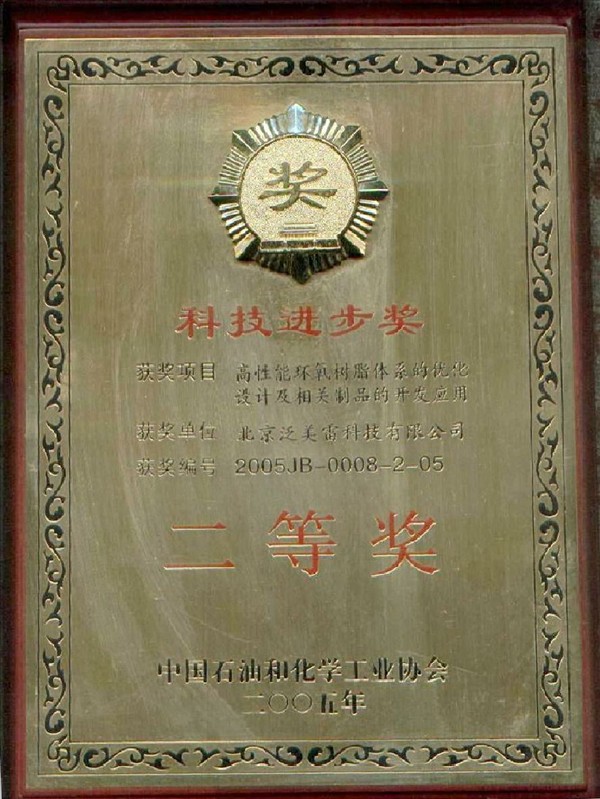 奖
科技进步奖
获奖项目 高性能环氧树脂体系的优化
设计及相关制品的开发应用
获奖单位 北京泛美雷科技有限公司
获奖编号 2005JB-0008-2-05
二等奖
中国石油和化学工业协会
二〇〇五年